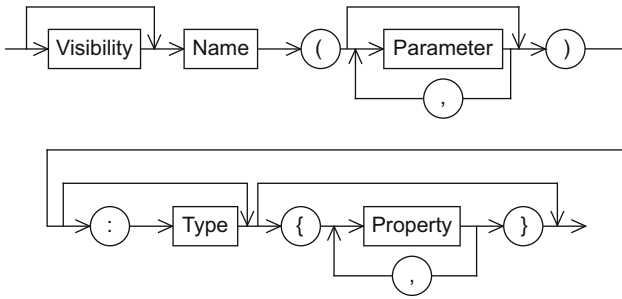 Visibility Name ( Parameter )
,
: Type { Property }
,